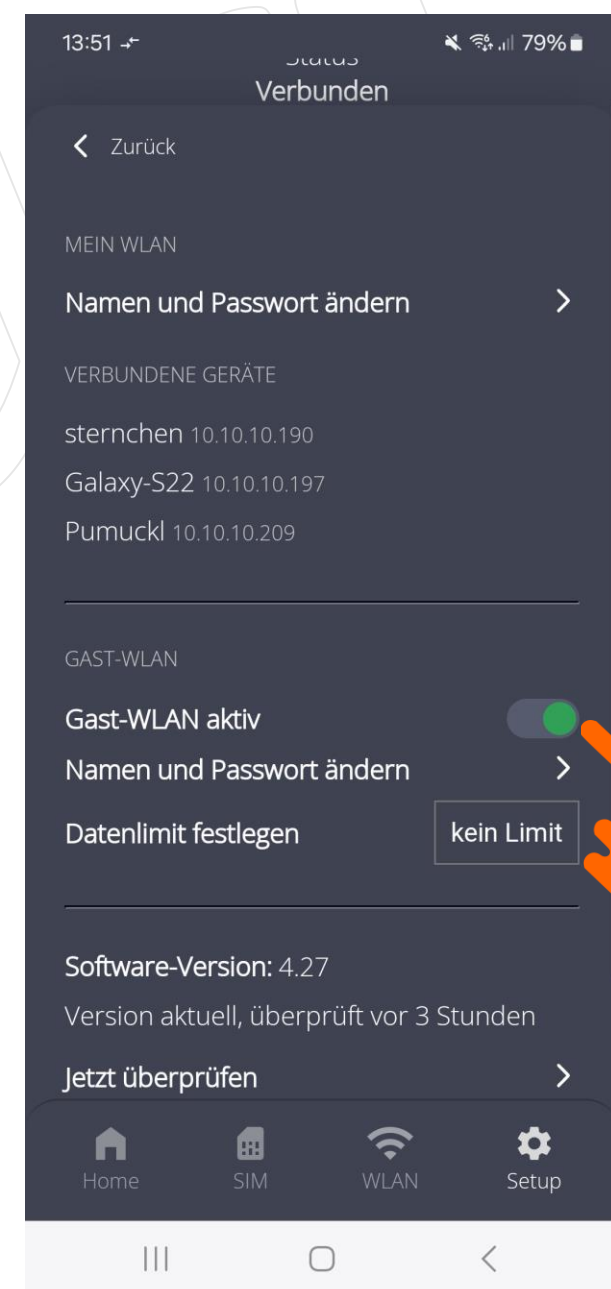 13:51 79%
Status
Verbunden
Zurück
MEIN WLAN
Namen und Passwort ändern
VERBUNDENE GERÄTE
sternchen 10.10.10.190
Galaxy-S22 10.10.10.197
Pumuckl 10.10.10.209
GAST-WLAN
Gast-WLAN aktiv
Namen und Passwort ändern
Datenlimit festlegen kein Limit
Software-Version: 4.27
Version aktuell, überprüft vor 3 Stunden
Jetzt überprüfen
Home SIM WLAN Setup